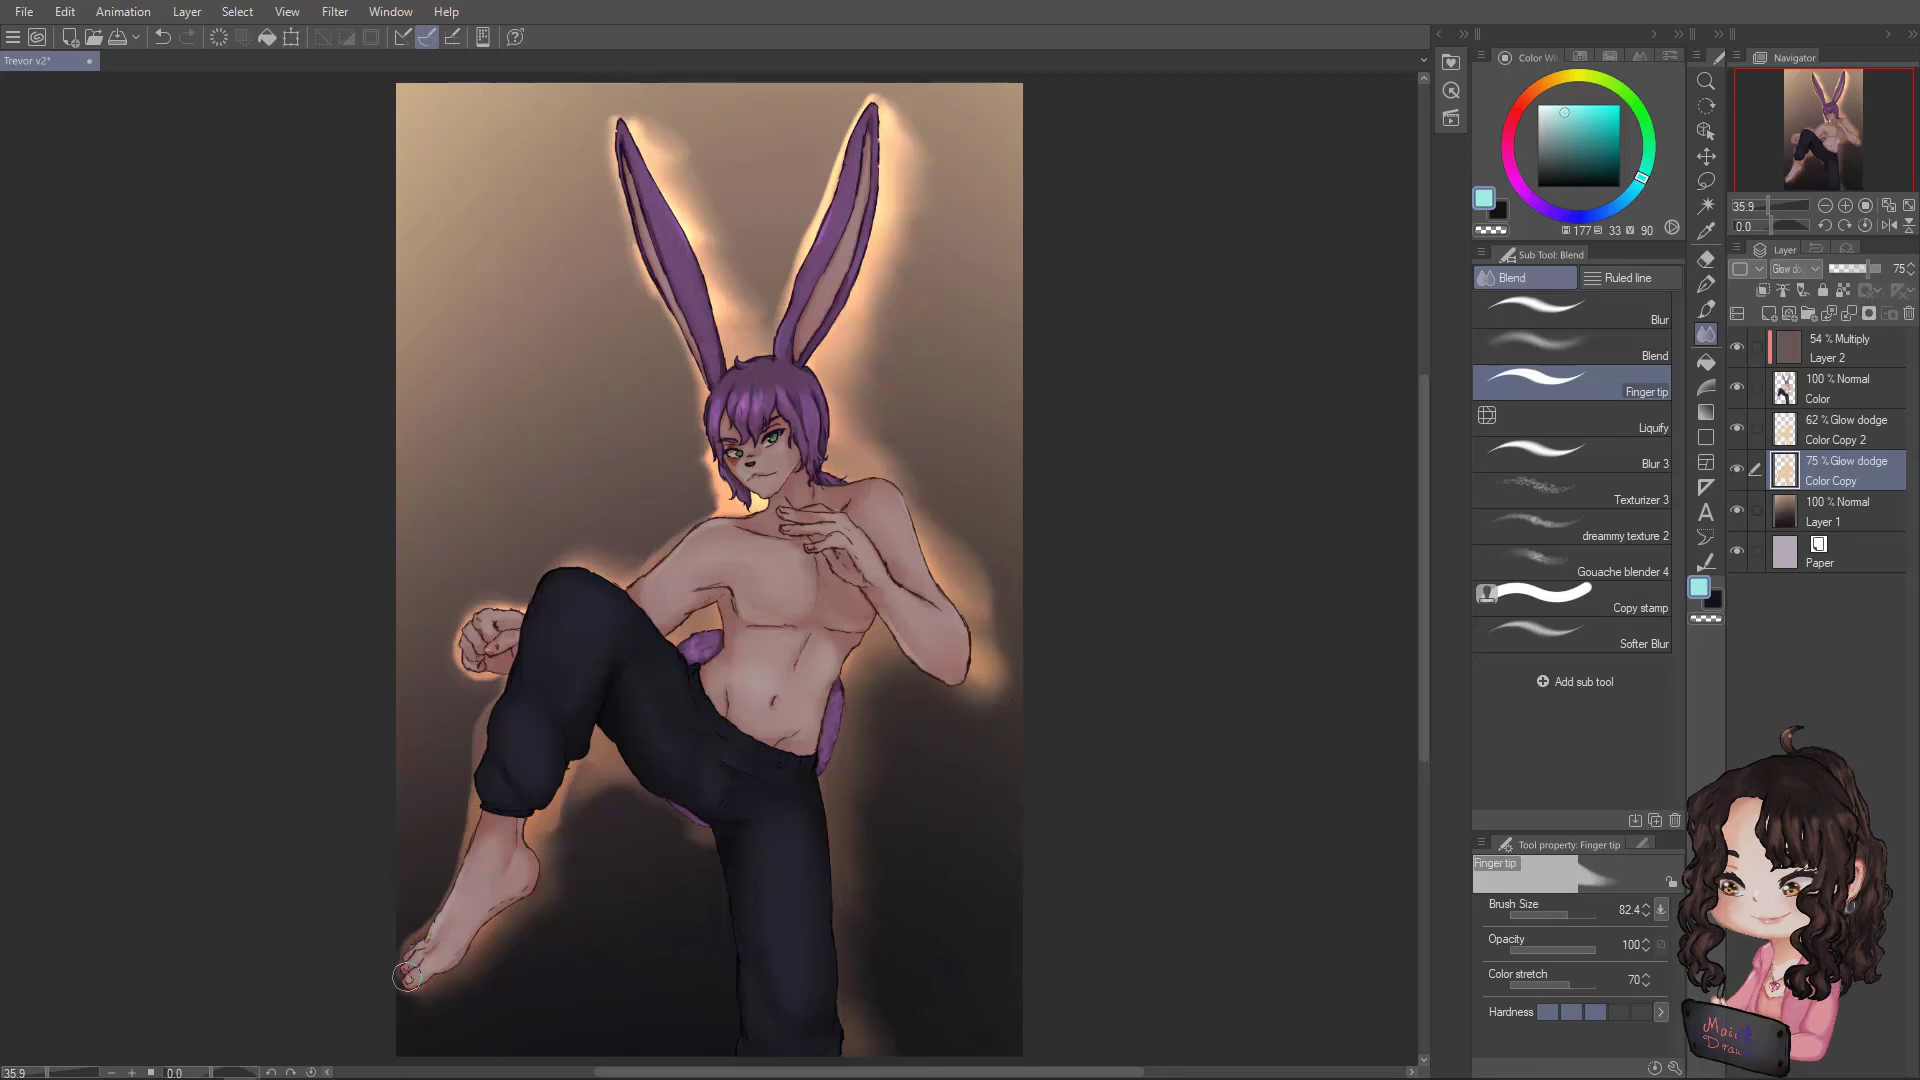 File Edit Animation Layer Select View Filter Window Help
Trevor v2*
Color Wh
Navigator
177 33 90
35.9
0.0
Sub Tool: Blend
Blend Ruled line
Blur
Blend
Finger tip
Liquify
Blur 3
Texturizer 3
dreammy texture 2
Gouache blender 4
Copy stamp
Softer Blur
Add sub tool
Tool property: Finger tip
Finger tip
Brush Size 82.4
Opacity 100
Color stretch 70
Hardness
Layer
Glow do 75
54 % Multiply
Layer 2
100 % Normal
Color
62 % Glow dodge
Color Copy 2
75 % Glow dodge
Color Copy
100 % Normal
Layer 1
Paper
35.9 0.0